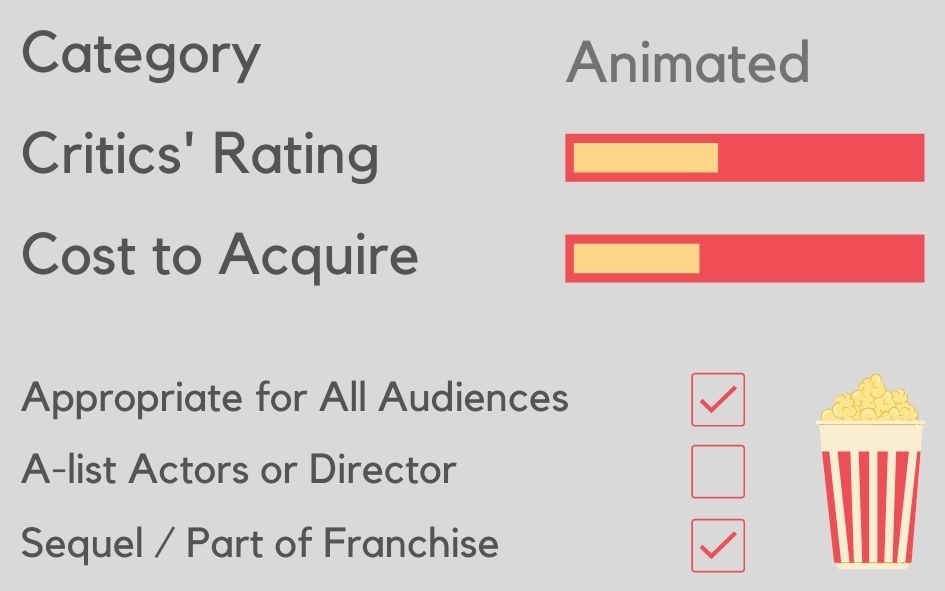 Category
Animated
Critics' Rating
Cost to Acquire
Appropriate for All Audiences
A-list Actors or Director
Sequel / Part of Franchise